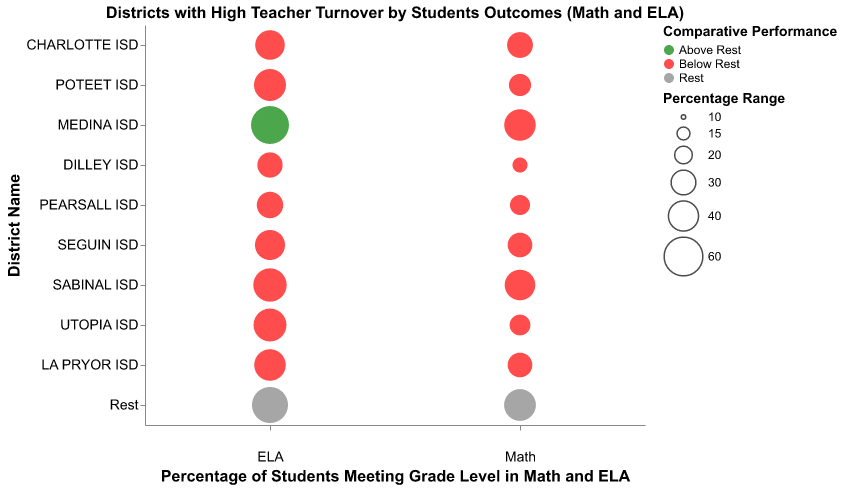 Districts with High Teacher Turnover by Students Outcomes (Math and ELA)
Comparative Performance
Above Rest
Below Rest
Rest
Percentage Range
10
15
20
30
40
60
District Name
CHARLOTTE ISD
POTEET ISD
MEDINA ISD
DILLEY ISD
PEARSALL ISD
SEGUIN ISD
SABINAL ISD
UTOPIA ISD
LA PRYOR ISD
Rest
ELA
Math
Percentage of Students Meeting Grade Level in Math and ELA